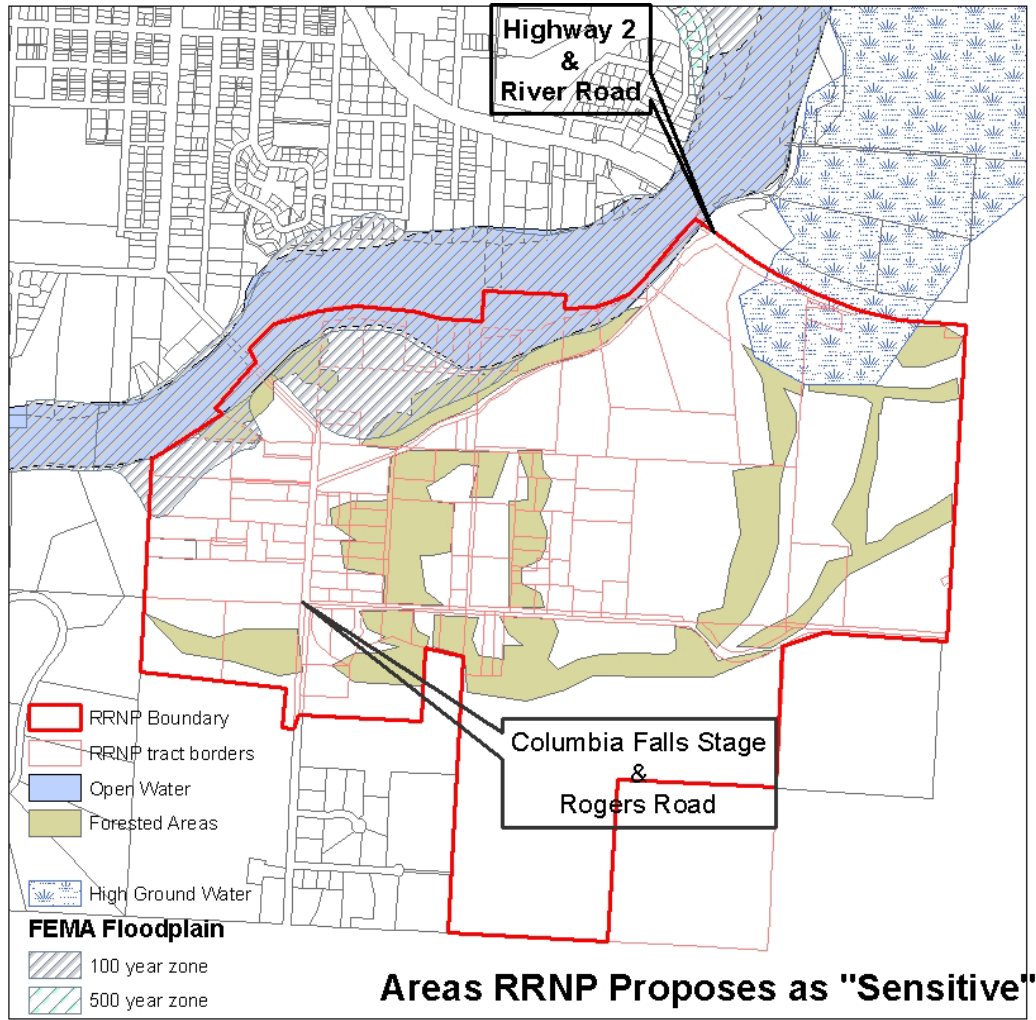 Highway 2
&
River Road
Columbia Falls Stage
&
Rogers Road
RRNP Boundary
RRNP tract borders
Open Water
Forested Areas
High Ground Water
FEMA Floodplain
100 year zone
500 year zone
Areas RRNP Proposes as "Sensitive"